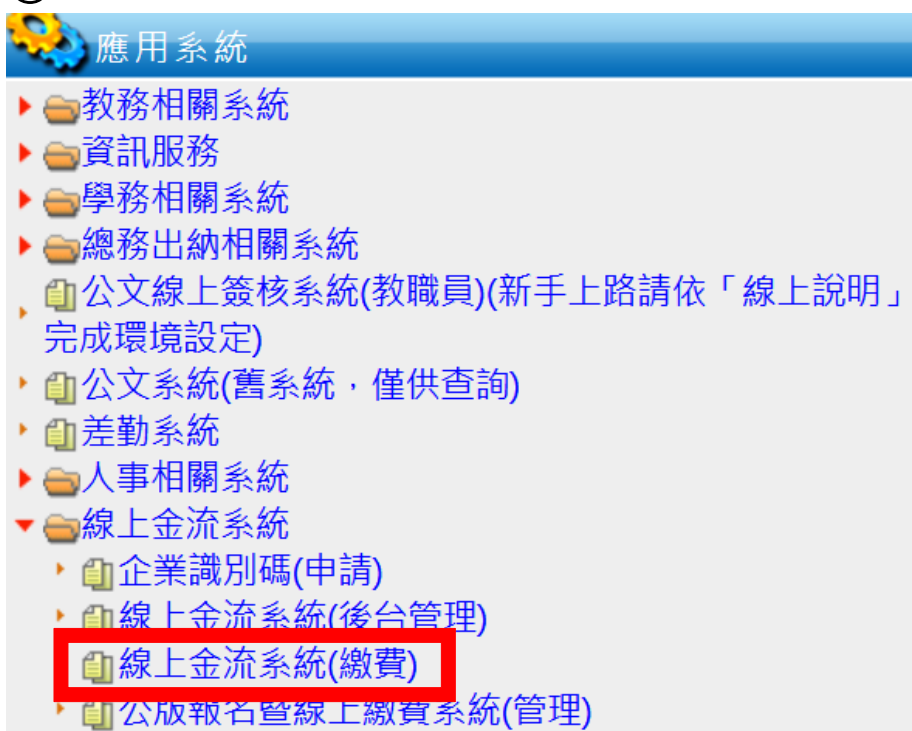 應用系統
教務相關系統
資訊服務
學務相關系統
總務出納相關系統
公文線上簽核系統(教職員)(新手上路請依「線上說明」
完成環境設定)
公文系統(舊系統，僅供查詢)
差勤系統
人事相關系統
線上金流系統
企業識別碼(申請)
線上金流系統(後台管理)
線上金流系統(繳費)
公版報名暨線上繳費系統(管理)